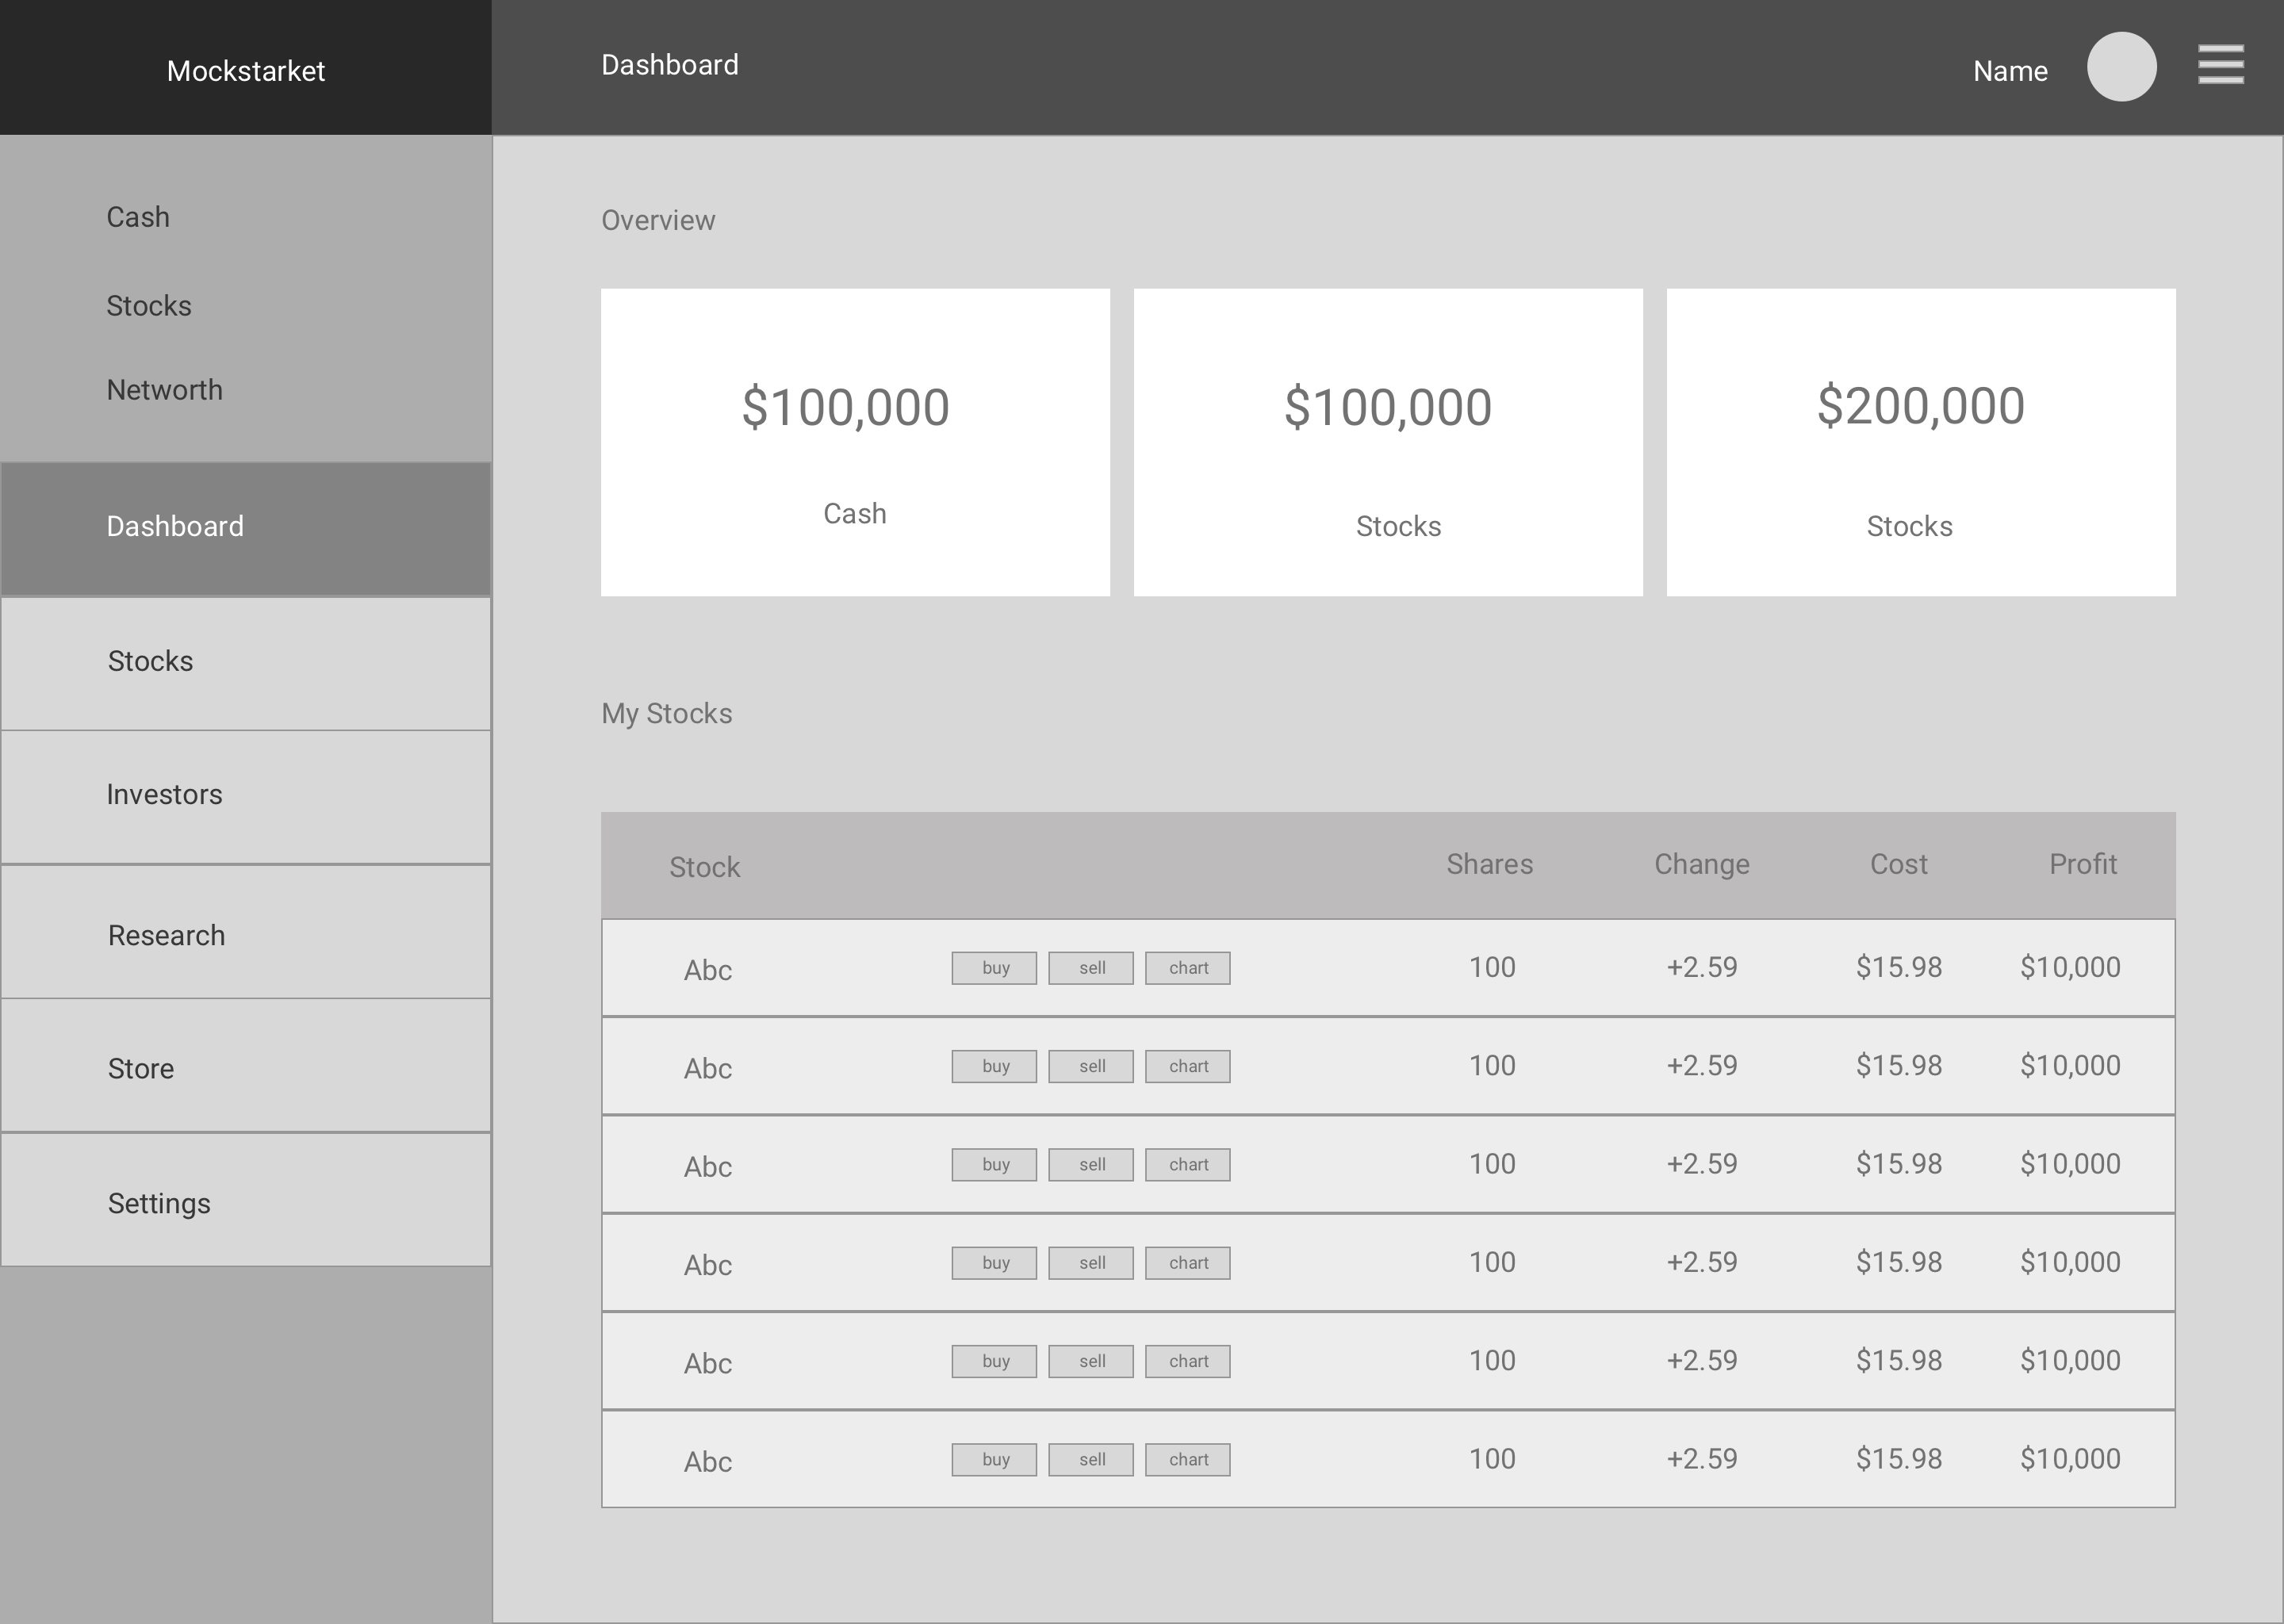 Mockstarket
Dashboard
Name
Cash
Stocks
Networth
Dashboard
Stocks
Investors
Research
Store
Settings
Overview
$100,000
Cash
$100,000
Stocks
$200,000
Stocks
My Stocks
Stock Shares Change Cost Profit
Abc buy sell chart 100 +2.59 $15.98 $10,000
Abc buy sell chart 100 +2.59 $15.98 $10,000
Abc buy sell chart 100 +2.59 $15.98 $10,000
Abc buy sell chart 100 +2.59 $15.98 $10,000
Abc buy sell chart 100 +2.59 $15.98 $10,000
Abc buy sell chart 100 +2.59 $15.98 $10,000